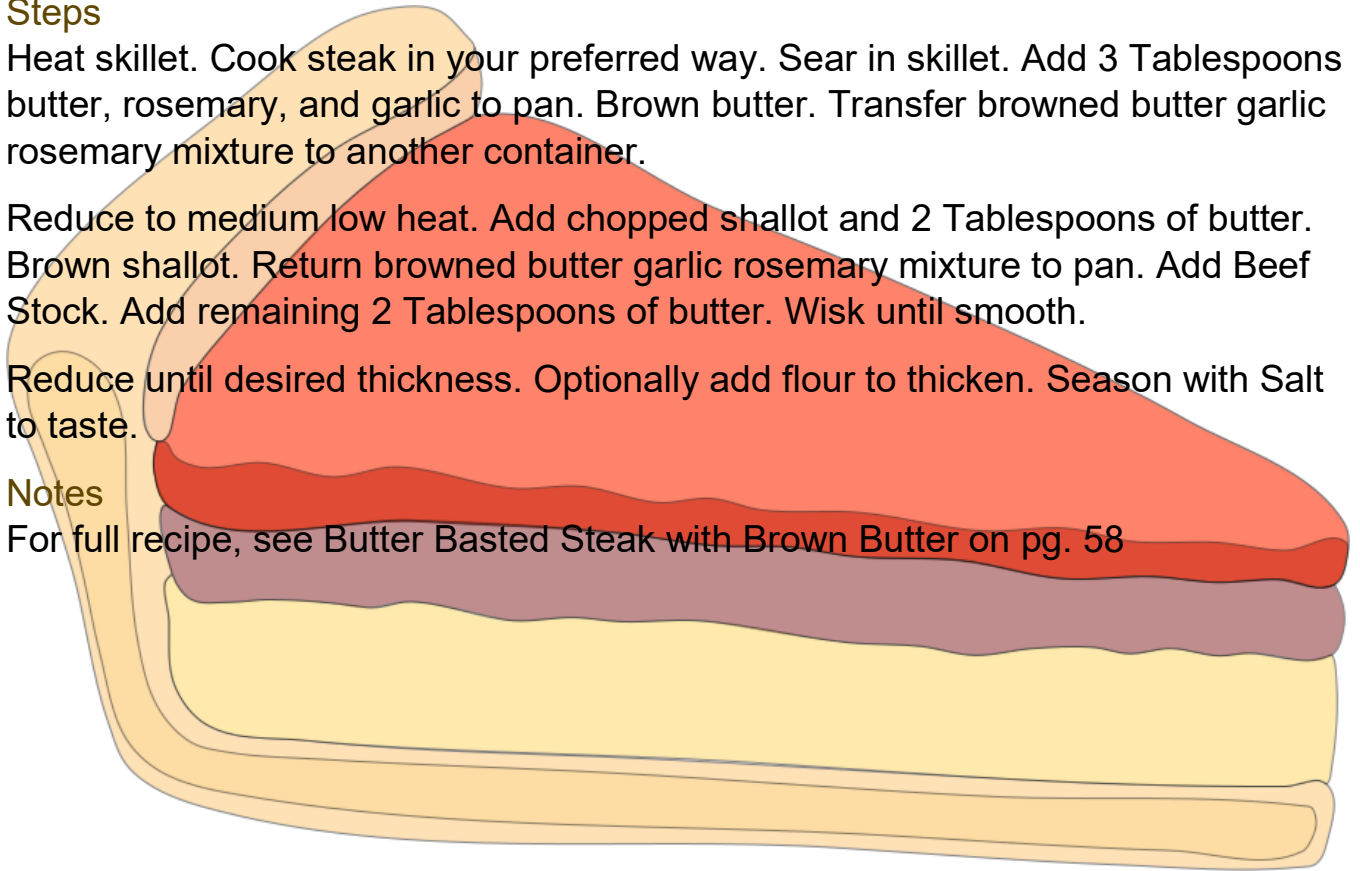 Steps
Heat skillet. Cook steak in your preferred way. Sear in skillet. Add 3 Tablespoons
butter, rosemary, and garlic to pan. Brown butter. Transfer browned butter garlic
rosemary mixture to another container.
Reduce to medium low heat. Add chopped shallot and 2 Tablespoons of butter.
Brown shallot. Return browned butter garlic rosemary mixture to pan. Add Beef
Stock. Add remaining 2 Tablespoons of butter. Wisk until smooth.
Reduce until desired thickness. Optionally add flour to thicken. Season with Salt
to taste.
Notes
For full recipe, see Butter Basted Steak with Brown Butter on pg. 58